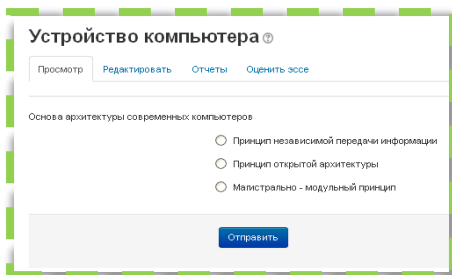 Устройство компьютера
Просмотр Редактировать Отчеты Оценить эссе
Основа архитектуры современных компьютеров
Принцип независимой передачи информации
Принцип открытой архитектуры
Магистрально - модульный принцип
Отправить